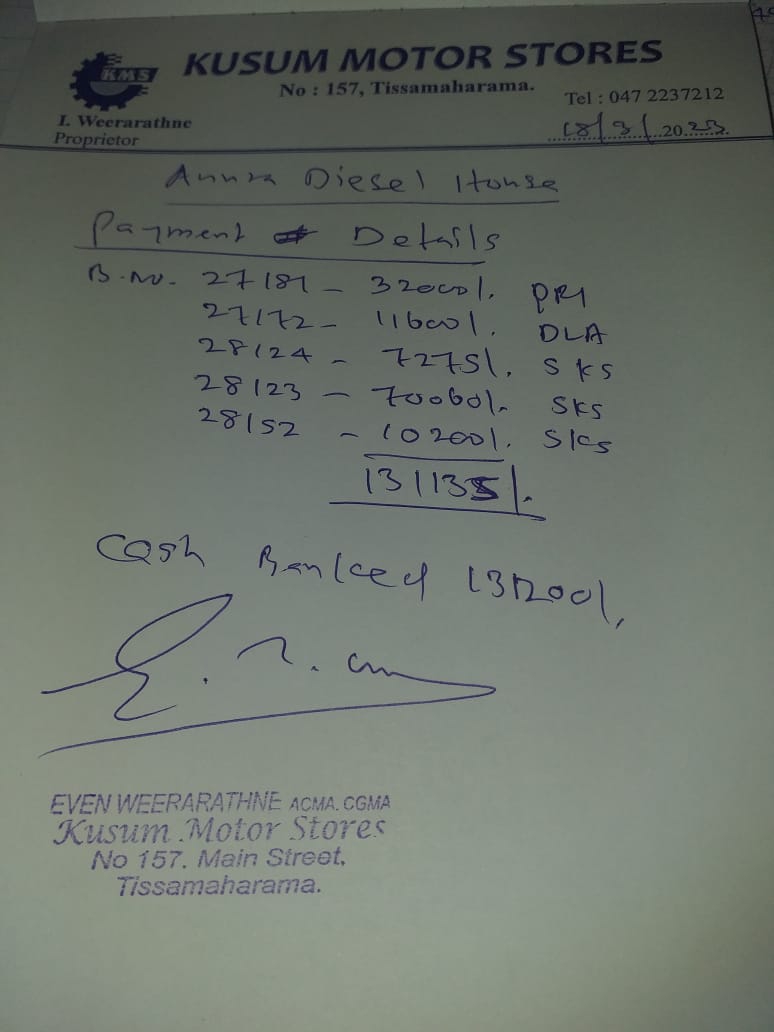 KMS
KUSUM MOTOR STORES
No : 157, Tissamaharama.
Tel : 047 2237212
I. Weerarathne
Proprietor
18/3/2023.
Anura Diesel House
Payment Details
B.No. 27181 - 32000/. PRI
27172 - 11600/. DLA
28124 - 7275/. SKS
28123 - 70060/. SKS
28152 - 10200/. SKS
131135/.
Cash Banked 131200/.
EVEN WEERARATHNE ACMA. CGMA
Kusum Motor Stores
No 157. Main Street,
Tissamaharama.